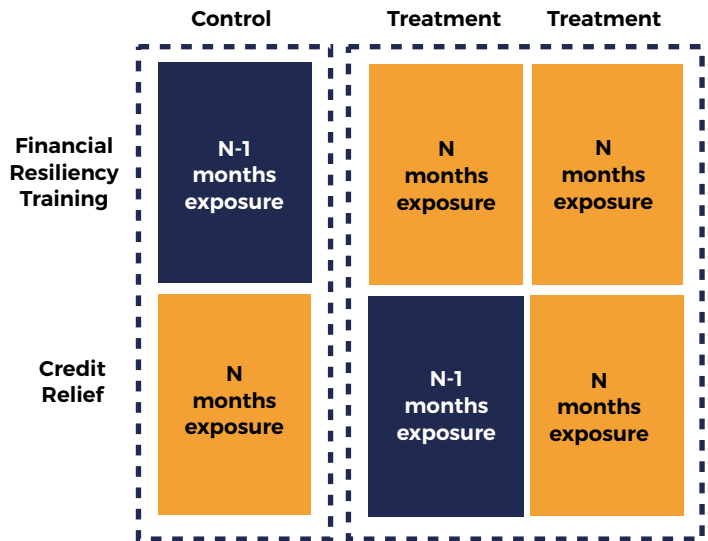 Control
Treatment
Treatment
Financial
Resiliency
Training
N-1
months
exposure
N
months
exposure
N
months
exposure
Credit
Relief
N
months
exposure
N-1
months
exposure
N
months
exposure